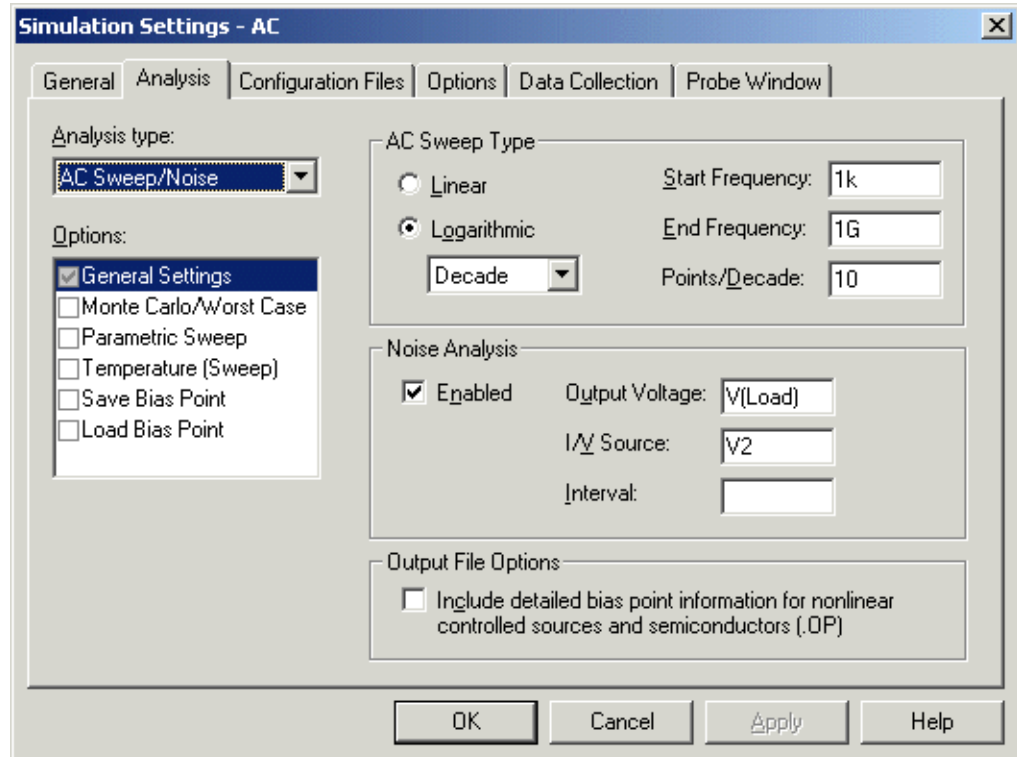 Simulation Settings - AC
General
Analysis
Configuration Files
Options
Data Collection
Probe Window
Analysis type:
AC Sweep/Noise
Options:
General Settings
Monte Carlo/Worst Case
Parametric Sweep
Temperature (Sweep)
Save Bias Point
Load Bias Point
AC Sweep Type
Linear
Logarithmic
Decade
Start Frequency: 1k
End Frequency: 1G
Points/Decade: 10
Noise Analysis
Enabled
Output Voltage: V(Load)
I/V Source: V2
Interval:
Output File Options
Include detailed bias point information for nonlinear
controlled sources and semiconductors (.OP)
OK
Cancel
Apply
Help